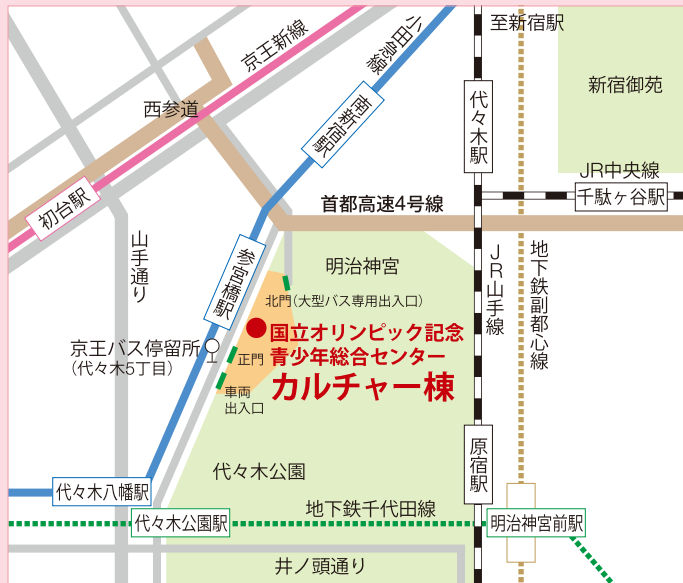 至新宿駅
京王新線
小田急線
西参道
南新宿駅
代々木駅
新宿御苑
JR中央線
千駄ヶ谷駅
初台駅
首都高速4号線
山手通り
参宮橋駅
明治神宮
JR山手線
地下鉄副都心線
北門(大型バス専用出入口)
国立オリンピック記念
青少年総合センター
カルチャー棟
京王バス停留所
(代々木5丁目)
正門
車両
出入口
原宿駅
代々木公園
代々木八幡駅
地下鉄千代田線
代々木公園駅
明治神宮前駅
井ノ頭通り